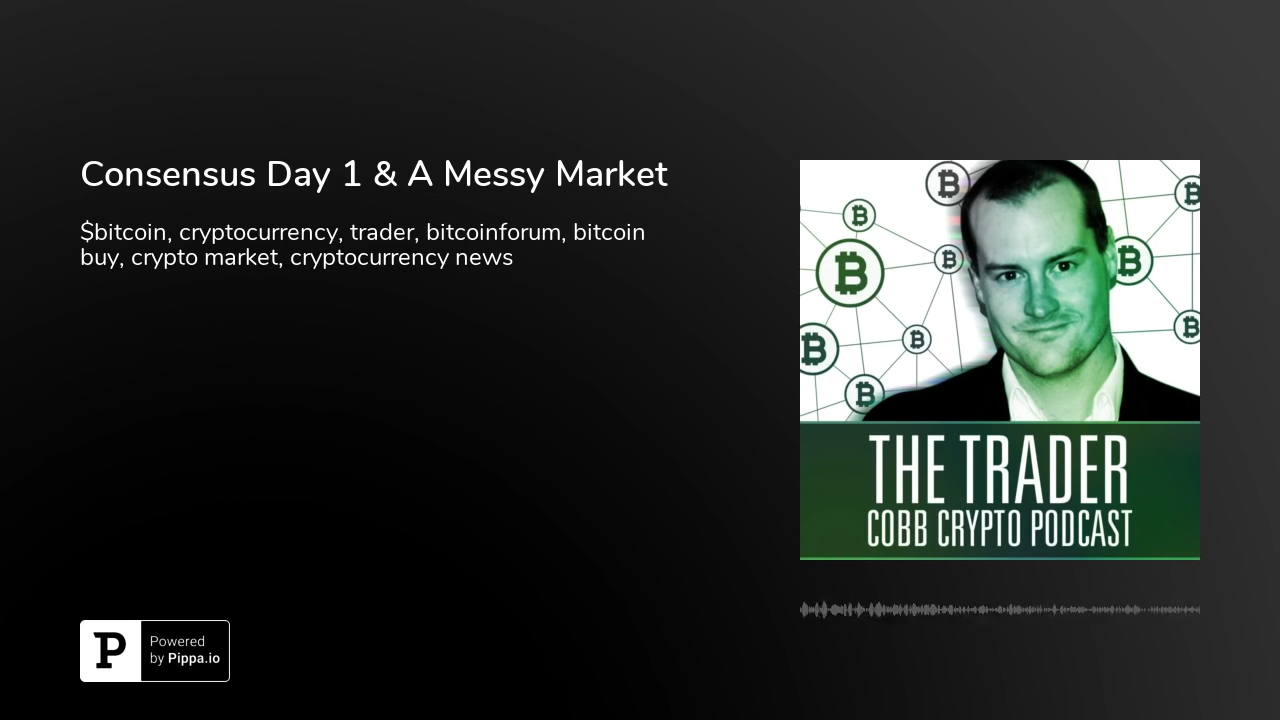 Consensus Day 1 & A Messy Market
$bitcoin, cryptocurrency, trader, bitcoinforum, bitcoin
buy, crypto market, cryptocurrency news
THE TRADER
COBB CRYPTO PODCAST
P
Powered
by Pippa.io